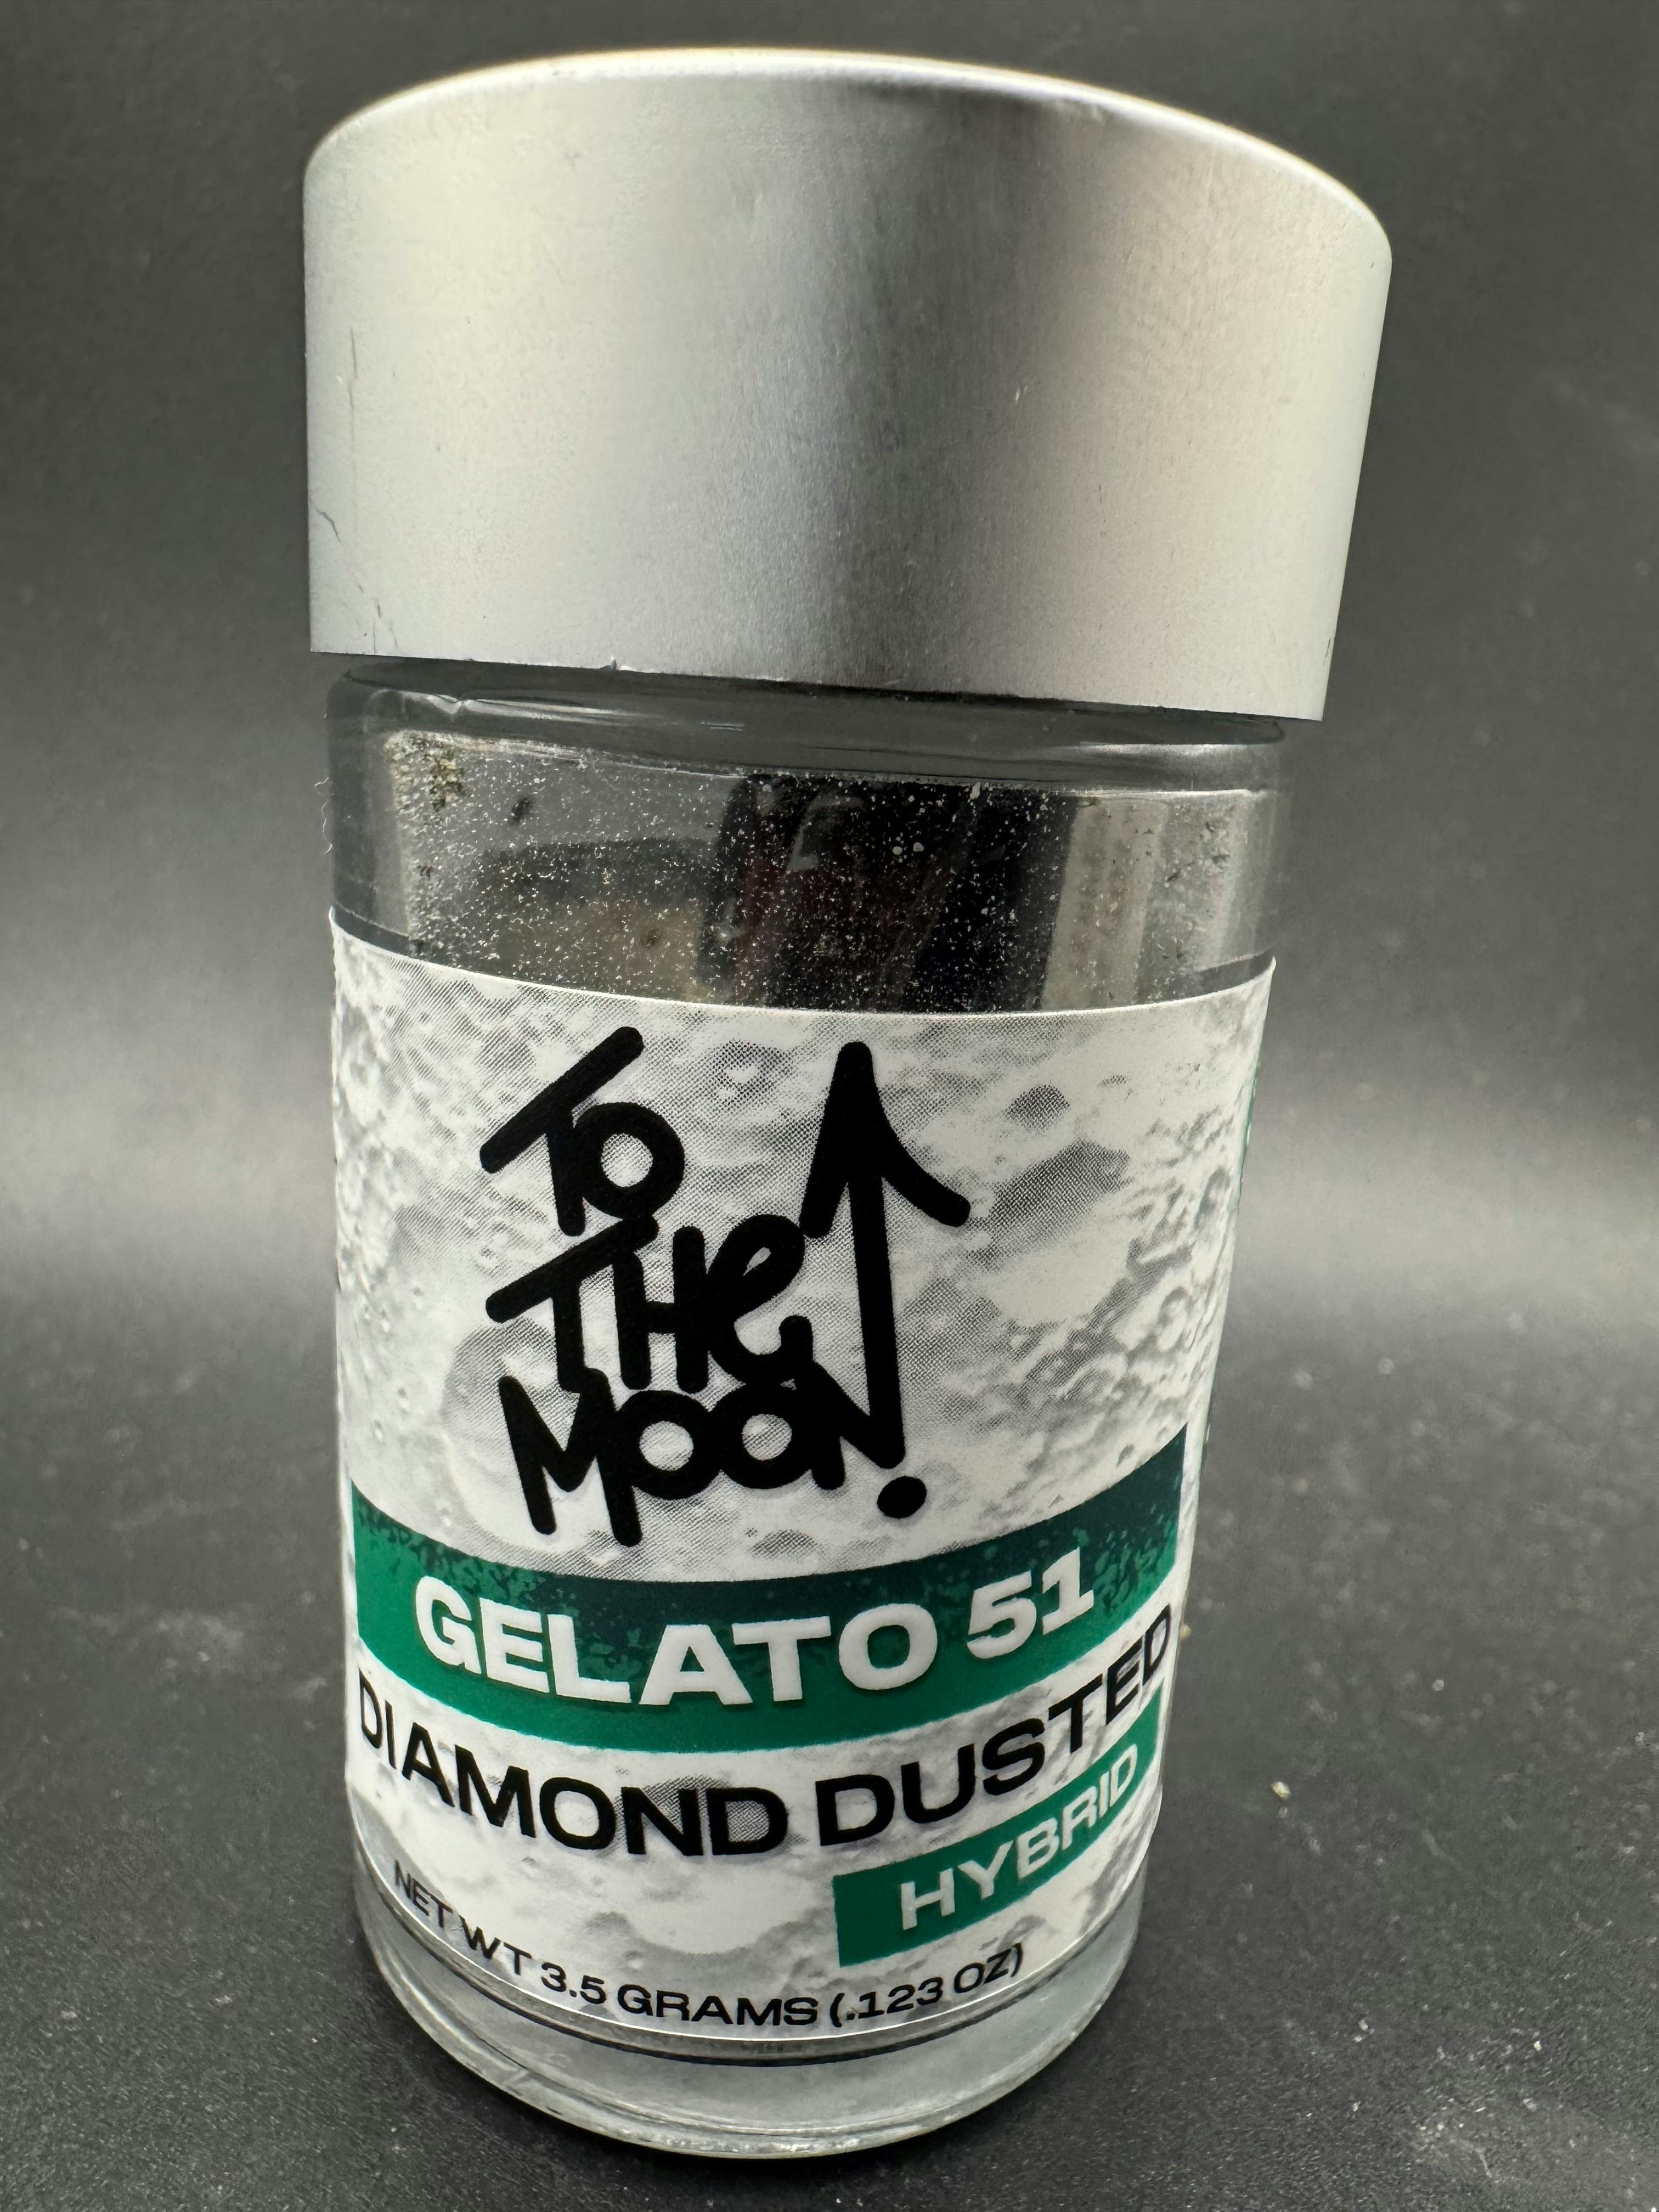 To
THe
MooN!
GELATO 51
DIAMOND DUSTED
HYBRID
NET WT 3.5 GRAMS (.123 OZ)